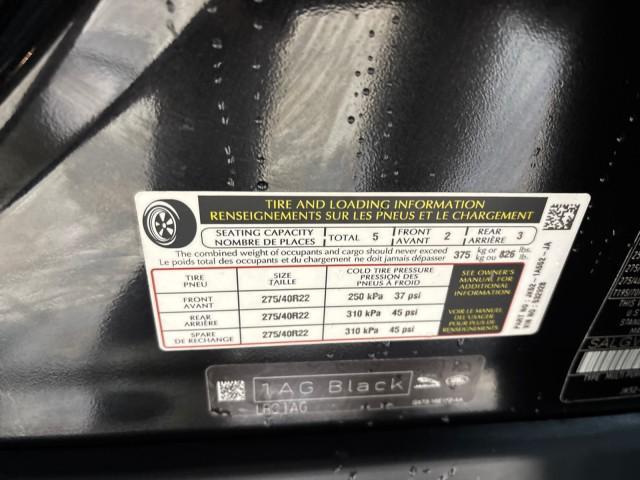 TIRE AND LOADING INFORMATION
RENSEIGNEMENTS SUR LES PNEUS ET LE CHARGEMENT
SEATING CAPACITY
NOMBRE DE PLACES
TOTAL 5
FRONT
AVANT 2
REAR
ARRIÈRE 3
The combined weight of occupants and cargo should never exceed
Le poids total des occupants et du chargement ne doit jamais dépasser
375 kg or
kg ou 826 lbs.
lb.
TIRE
PNEU
SIZE
TAILLE
COLD TIRE PRESSURE
PRESSION DES
PNEUS À FROID
FRONT
AVANT 275/40R22 250 kPa 37 psi
REAR
ARRIÈRE 275/40R22 310 kPa 45 psi
SPARE
DE RECHANGE 275/40R22 310 kPa 45 psi
SEE OWNER'S
MANUAL FOR
ADDITIONAL
INFORMATION
VOIR LE MANUEL
DE L'USAGER
POUR PLUS DE
RENSEIGNEMENTS
1AG Black
LRC1AG